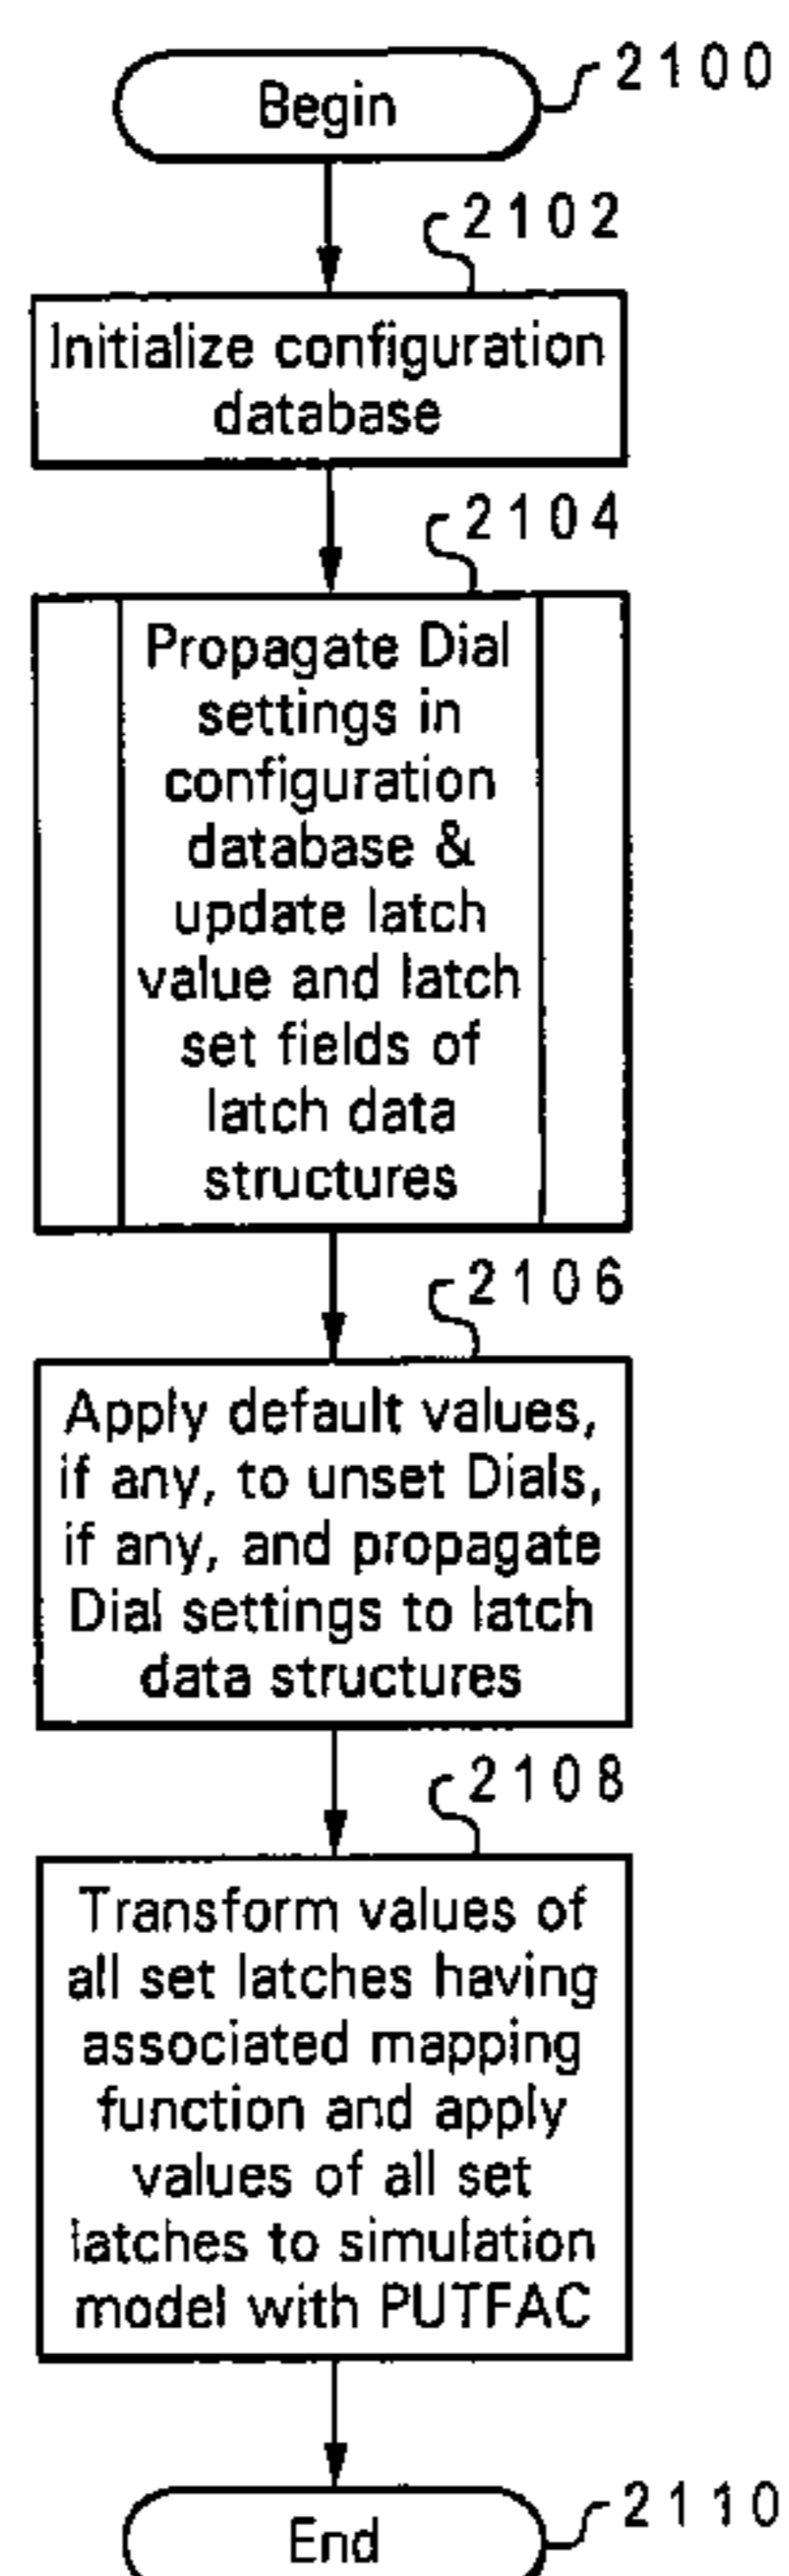 Begin
2100
2102
Initialize configuration
database
2104
Propagate Dial
settings in
configuration
database &
update latch
value and latch
set fields of
latch data
structures
2106
Apply default values,
if any, to unset Dials,
if any, and propagate
Dial settings to latch
data structures
2108
Transform values of
all set latches having
associated mapping
function and apply
values of all set
latches to simulation
model with PUTFAC
End
2110